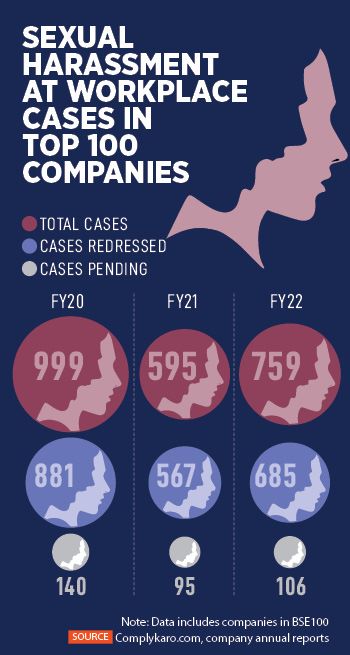 SEXUAL
HARASSMENT
AT WORKPLACE
CASES IN
TOP 100
COMPANIES
TOTAL CASES
CASES REDRESSED
CASES PENDING
FY20 FY21 FY22
999 595 759
881 567 685
140 95 106
Note: Data includes companies in BSE100
SOURCE Complykaro.com, company annual reports